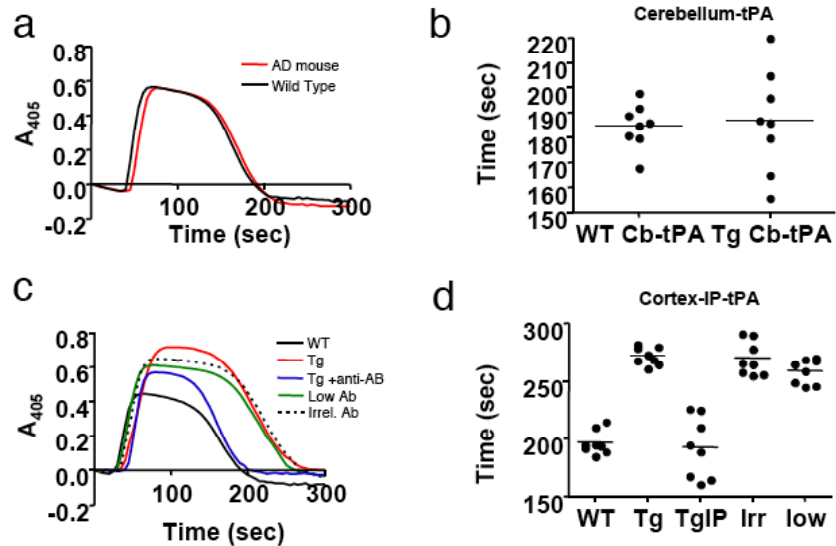 a
0.8
0.6
0.4
0.2
0.0
-0.2
A405
100
200
300
Time (sec)
AD mouse
Wild Type
b
Cerebellum-tPA
220
210
200
190
180
170
160
150
Time (sec)
WT Cb-tPA
Tg Cb-tPA
c
0.8
0.6
0.4
0.2
0.0
-0.2
A405
100
200
300
Time (sec)
WT
Tg
Tg +anti-AB
Low Ab
Irrel. Ab
d
Cortex-IP-tPA
300
250
200
150
Time (sec)
WT
Tg
TgIP
Irr
low